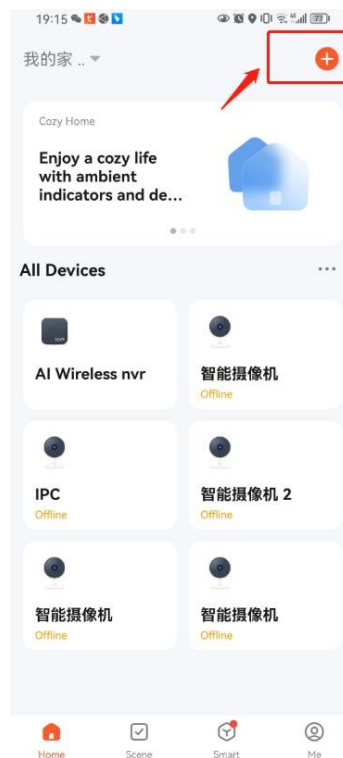 19:15
77
我的家 ..
Cozy Home
Enjoy a cozy life
with ambient
indicators and de...
All Devices
AI Wireless nvr
智能摄像机
Offline
IPC
Offline
智能摄像机 2
Offline
智能摄像机
Offline
智能摄像机
Offline
Home
Scene
Smart
Me